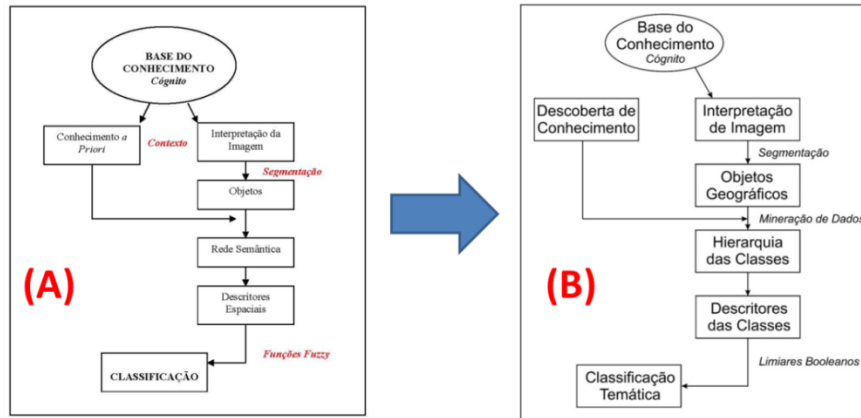 BASE DO
CONHECIMENTO
Cógnito
Conhecimento a
Priori
Contexto
Interpretação da
Imagem
Segmentação
Objetos
Rede Semântica
Descritores
Espaciais
Funções Fuzzy
CLASSIFICAÇÃO
(A)
Base do
Conhecimento
Cógnito
Descoberta de
Conhecimento
Interpretação
de Imagem
Segmentação
Objetos
Geográficos
Mineração de Dados
Hierarquia
das Classes
Descritores
das Classes
Limiares Booleanos
Classificação
Temática
(B)